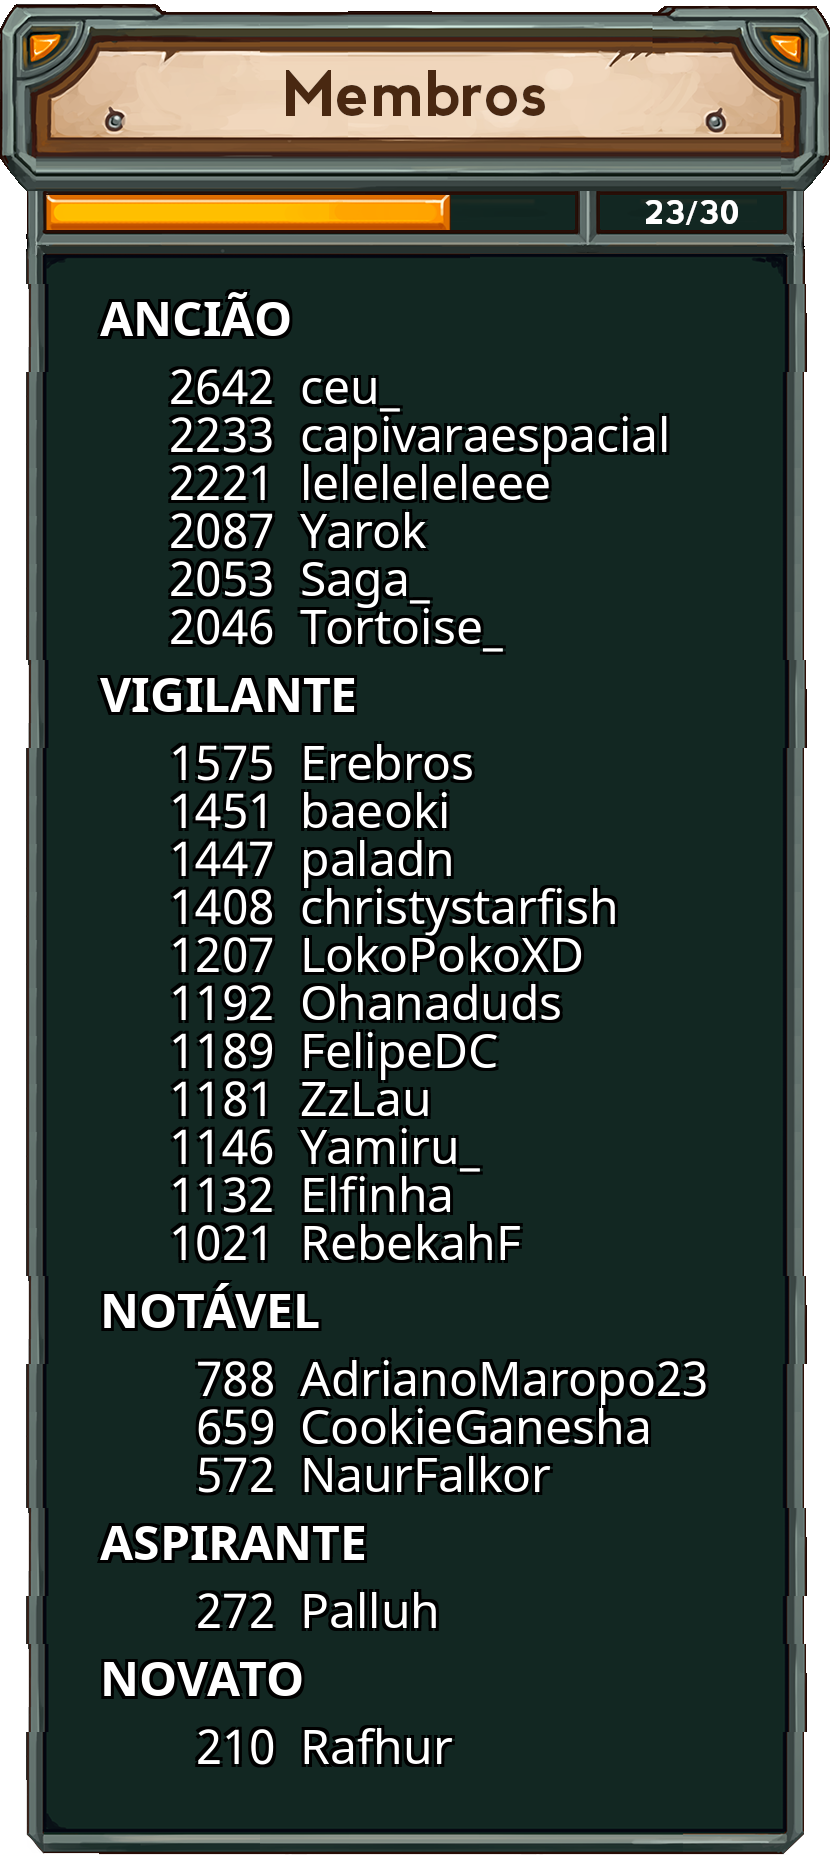 Membros
23/30
ANCIÃO
2642 ceu_
2233 capivaraespacial
2221 leleleleleee
2087 Yarok
2053 Saga_
2046 Tortoise_
VIGILANTE
1575 Erebros
1451 baeoki
1447 paladn
1408 christystarfish
1207 LokoPokoXD
1192 Ohanaduds
1189 FelipeDC
1181 ZzLau
1146 Yamiru_
1132 Elfinha
1021 RebekahF
NOTÁVEL
788 AdrianoMaropo23
659 CookieGanesha
572 NaurFalkor
ASPIRANTE
272 Palluh
NOVATO
210 Rafhur